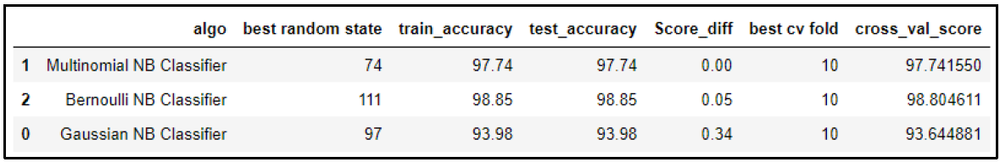 algo best random state train_accuracy test_accuracy Score_diff best cv fold cross_val_score
1 Multinomial NB Classifier 74 97.74 97.74 0.00 10 97.741550
2 Bernoulli NB Classifier 111 98.85 98.85 0.05 10 98.804611
0 Gaussian NB Classifier 97 93.98 93.98 0.34 10 93.644881